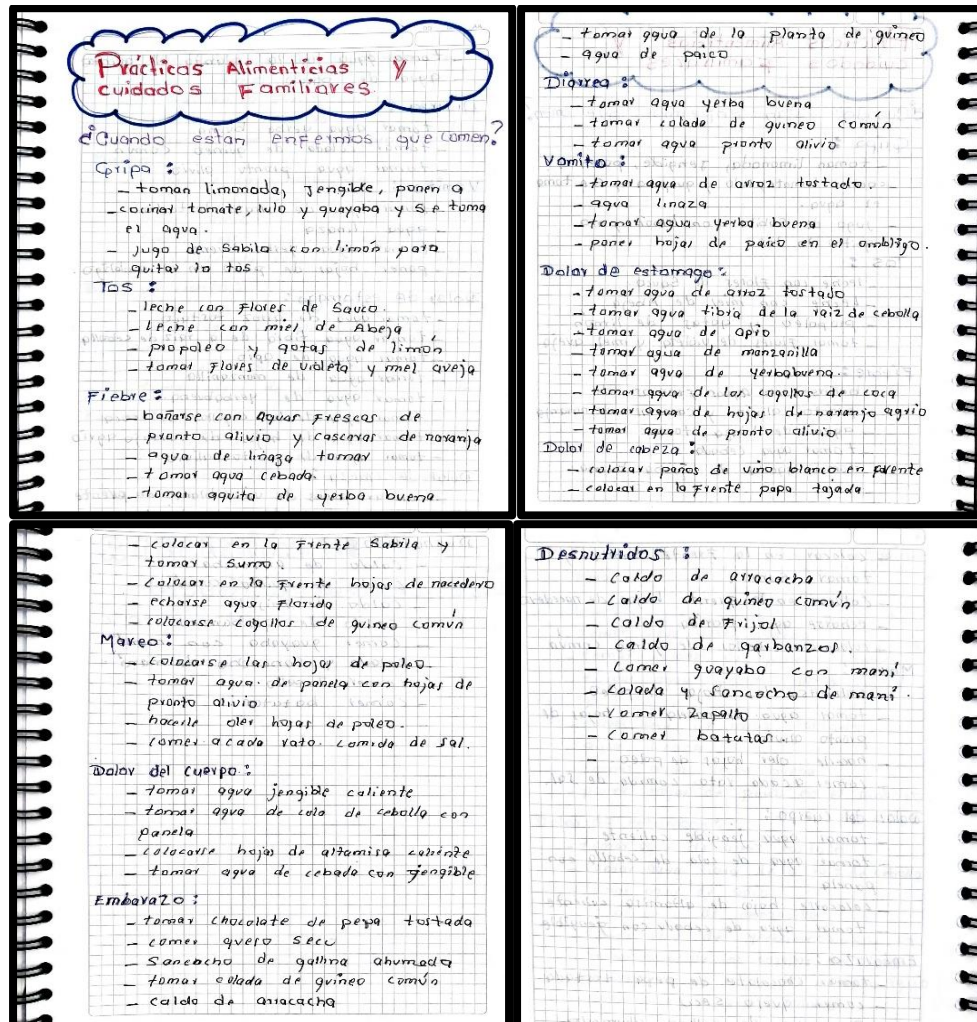 Prácticas Alimenticias y
cuidados Familiares.
¿Cuando estan enfermos que comen?
Gripa :
- toman limonada, Jengible, ponen a
- cocinar tomate, lulo y guayaba y se toma
el agua.
- Jugo de Sabila con limón para
quitar la tos.
Tos :
- leche con Flores de Sauco.
- leche con miel de Abeja
- propoleo y gotas de limón
- tomar Flores de violeta y miel aveja
Fiebre :
- bañarse con aguas Frescas de
pronto alivio y cascaras de naranja
- agua de linaza tomar
- tomar agua cebada.
- tomar aguita de yerba buena.
- tomar agua de la planta de guineo
- agua de paico
Diarrea :
- tomar agua yerba buena
- tomar colada de guineo común
- tomar agua pronto alivio
Vomito :
- tomar agua de arroz tostado.
- agua linaza
- tomar agua yerba buena
- poner hojas de paico en el ombligo.
Dolor de estomago :
- tomar agua de arroz tostado
- tomar agua tibia de la raiz de cebolla
- tomar agua de apio
- tomar agua de manzanilla
- tomar agua de yerbabuena.
- tomar agua de los cogollos de coca
- tomar agua de hojas de naranjo agrio
- tomar agua de pronto alivio
Dolor de cabeza :
- colocar paños de vino blanco en frente
- colocar en la Frente papa tajada
- colocar en la Frente Sabila y
tomar sumo.
- colocar en la Frente hojas de nacedero
- echarse agua Florida
- colocarse cogollos de guineo común
Mareo :
- colocarse las hojas de poleo.
- tomar agua de panela con hojas de
pronto alivio
- hacerle oler hojas de poleo.
- comer acada rato comida de sal.
Dolor del cuerpo :
- tomar agua jengible caliente
- tomar agua de cola de cebolla con
panela
- colocarse hojas de altamisa caliente
- tomar agua de cebada con jengible
Embarazo :
- tomar chocolate de pepa tostada
- comer queso seco
- Sancocho de gallina ahumada
- tomar colada de guineo común
- caldo de arracacha
Desnutridos :
- Caldo de arracacha
- Caldo de guineo común
- Caldo de Frijol
- Caldo de garbanzos.
- Comer guayaba con maní
- Colada y Sancocho de maní.
- Comer Zapallo
- Comer batatas.
-